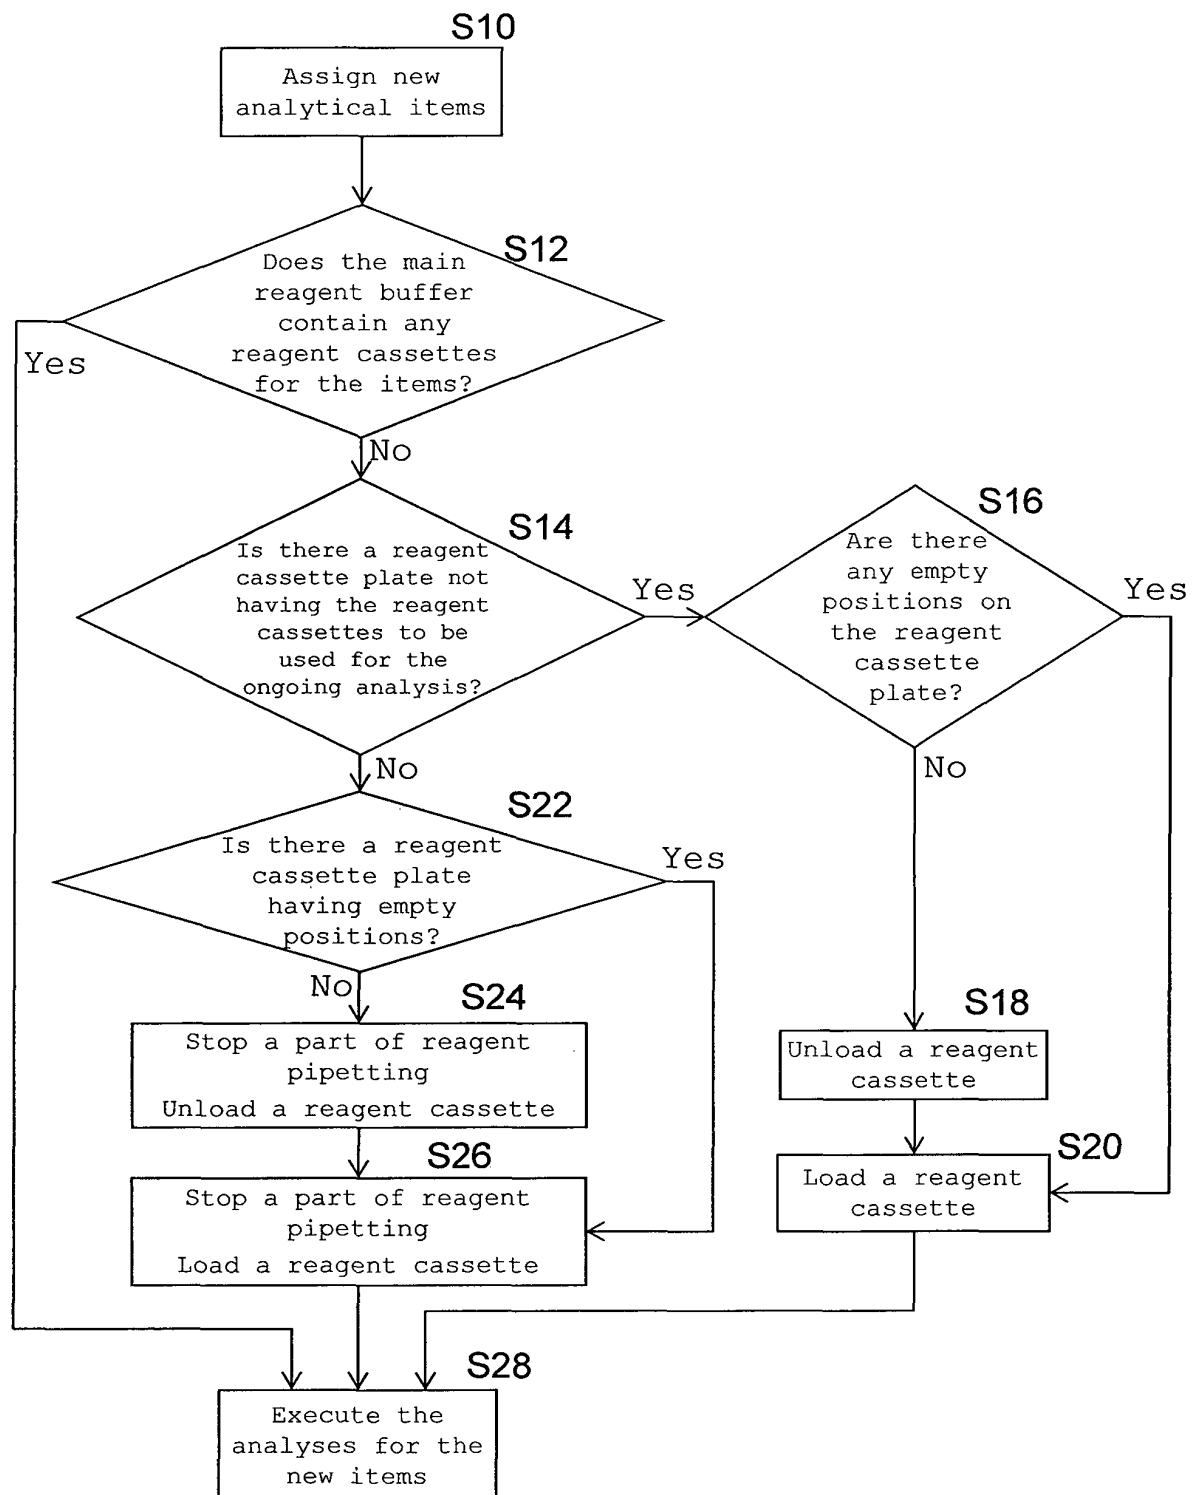 S10
Assign new
analytical items
S12
Does the main
reagent buffer
contain any
reagent cassettes
for the items?
Yes
No
S14
Is there a reagent
cassette plate not
having the reagent
cassettes to be
used for the
ongoing analysis?
Yes
S16
Are there
any empty
positions on
the reagent
cassette
plate?
Yes
No
No
S22
Is there a reagent
cassette plate
having empty
positions?
Yes
No
S24
Stop a part of reagent
pipetting
Unload a reagent cassette
S18
Unload a reagent
cassette
S26
Stop a part of reagent
pipetting
Load a reagent cassette
S20
Load a reagent
cassette
S28
Execute the
analyses for the
new items